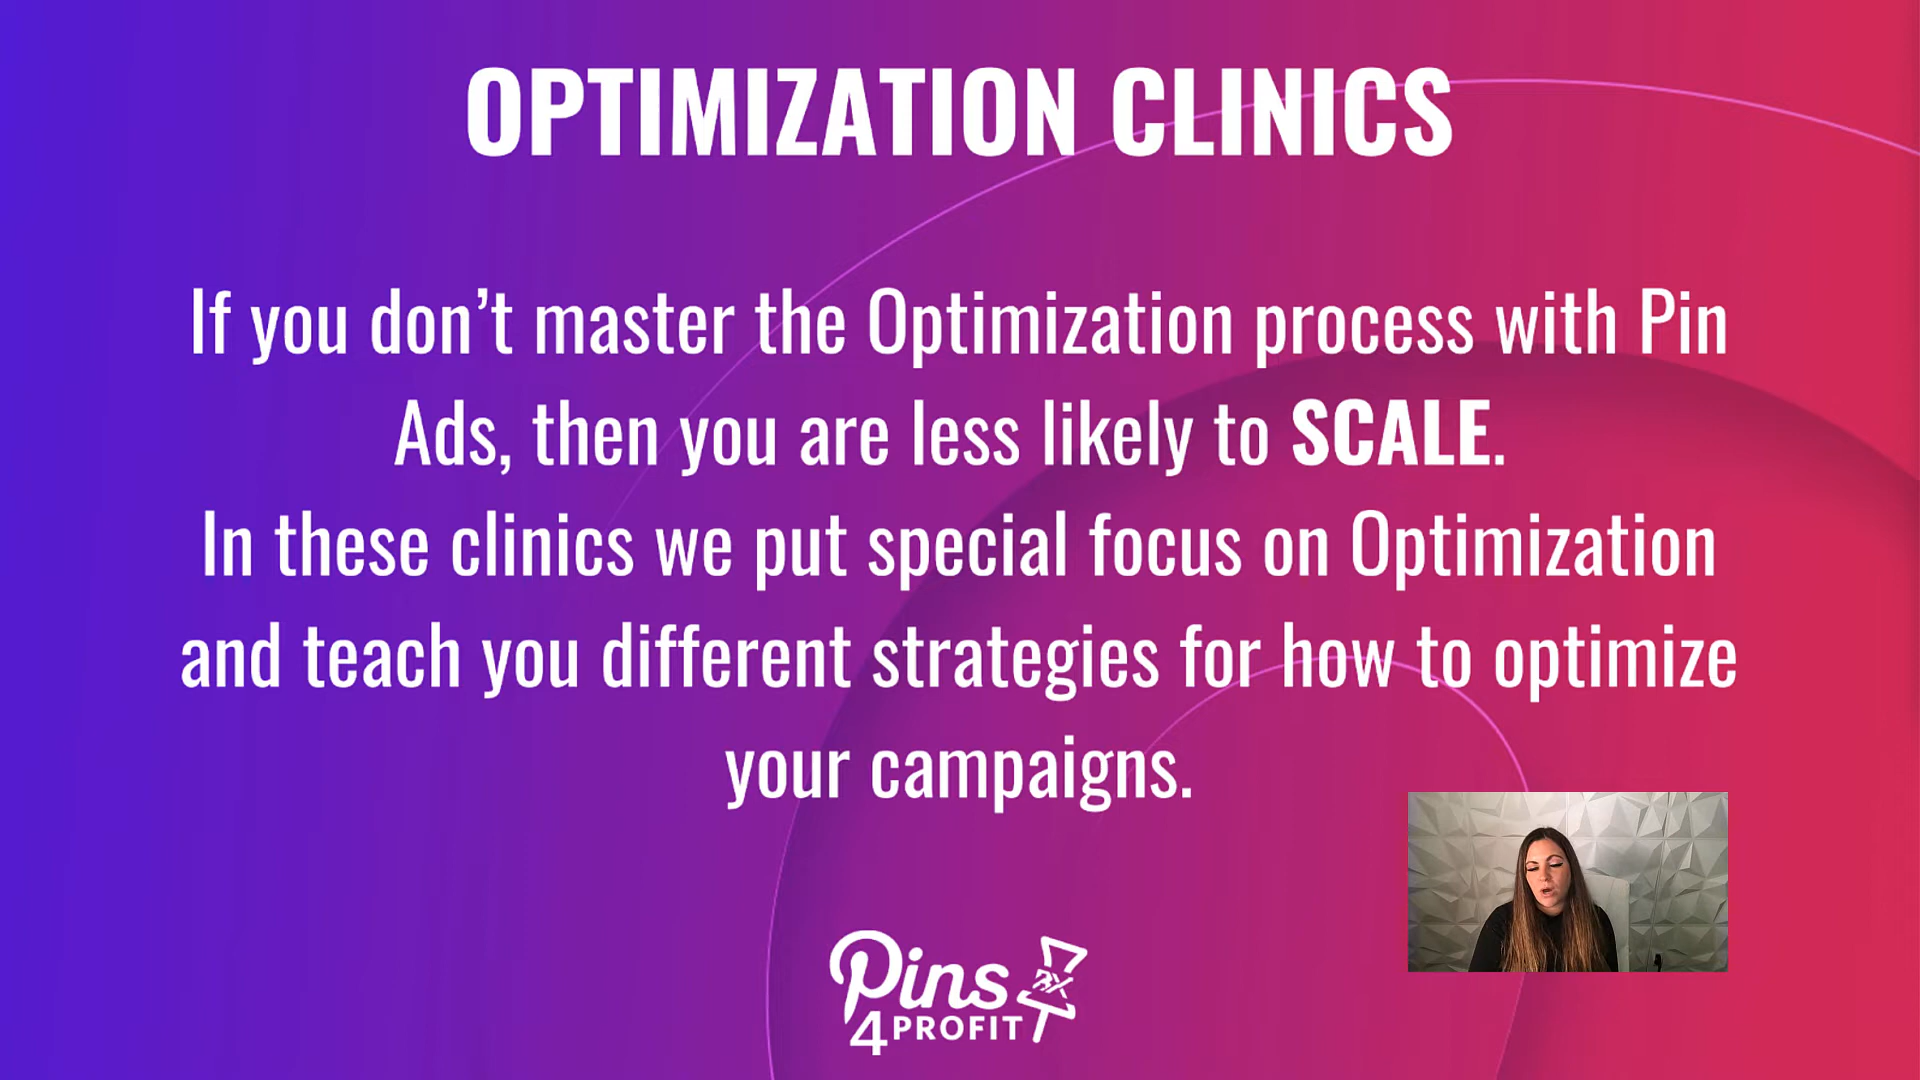 OPTIMIZATION CLINICS
If you don’t master the Optimization process with Pin
Ads, then you are less likely to SCALE.
In these clinics we put special focus on Optimization
and teach you different strategies for how to optimize
your campaigns.
Pins
4PROFIT